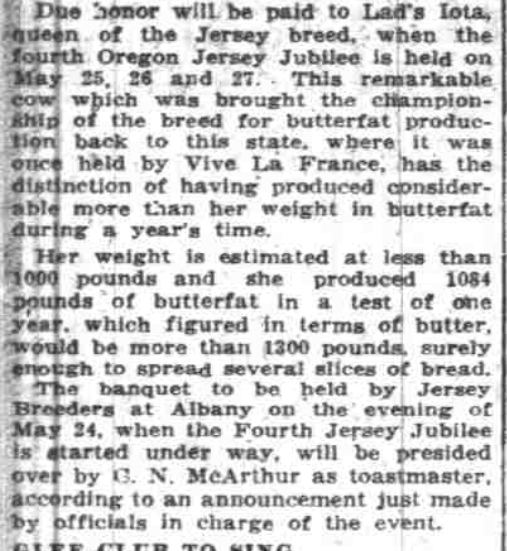 Due honor will be paid to Lad's Iota,
queen of the Jersey breed, when the
fourth Oregon Jersey Jubilee is held on
May 25, 26 and 27. This remarkable
cow which was brought the champion-
ship of the breed for butterfat produc-
tion back to this state, where it was
once held by Vive La France, has the
distinction of having produced consider-
able more than her weight in butterfat
during a year's time.
Her weight is estimated at less than
1000 pounds and she produced 1084
pounds of butterfat in a test of one
year, which figured in terms of butter,
would be more than 1300 pounds, surely
enough to spread several slices of bread.
The banquet to be held by Jersey
Breeders at Albany on the evening of
May 24, when the Fourth Jersey Jubilee
is started under way, will be presided
over by C. N. McArthur as toastmaster,
according to an announcement just made
by officials in charge of the event.
GLEE CLUB TO SING